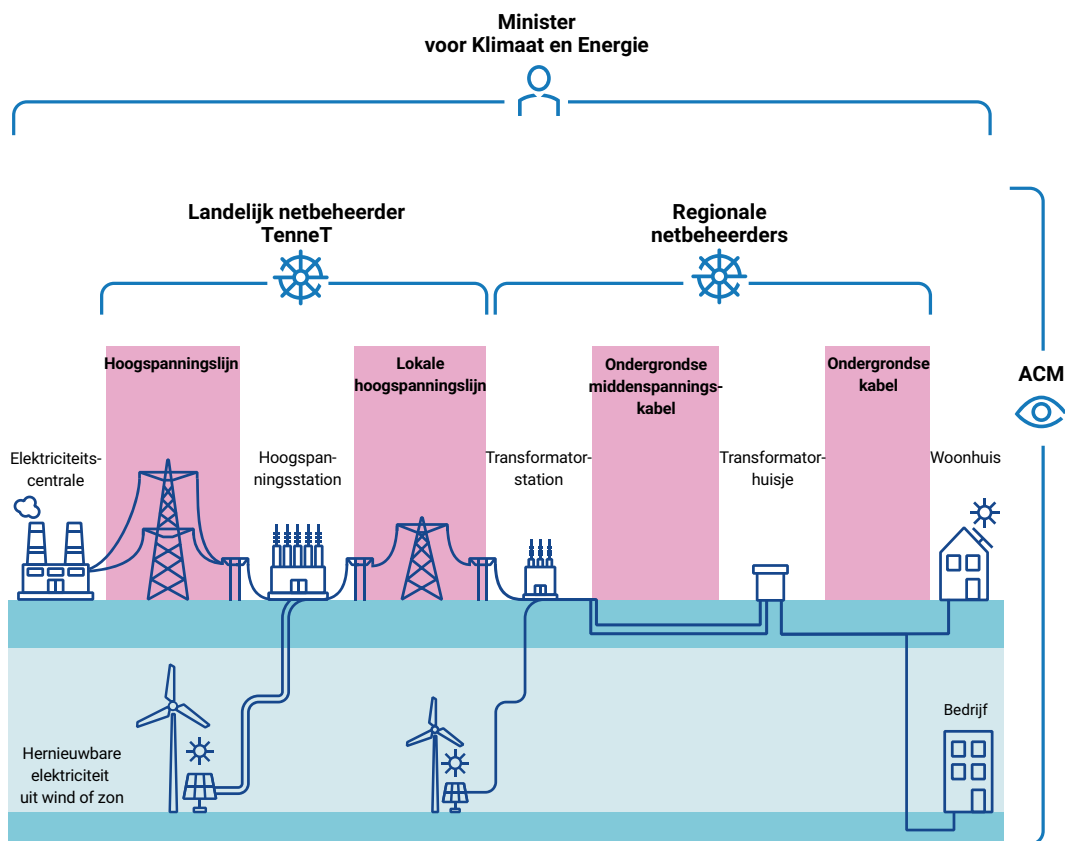 Minister
voor Klimaat en Energie
Landelijk netbeheerder
TenneT
Regionale
netbeheerders
Hoogspanningslijn
Lokale
hoogspanningslijn
Ondergrondse
middenspannings-
kabel
Ondergrondse
kabel
ACM
Elektriciteits-
centrale
Hoogspan-
ningsstation
Transformator-
station
Transformator-
huisje
Woonhuis
Hernieuwbare
elektriciteit
uit wind of zon
Bedrijf